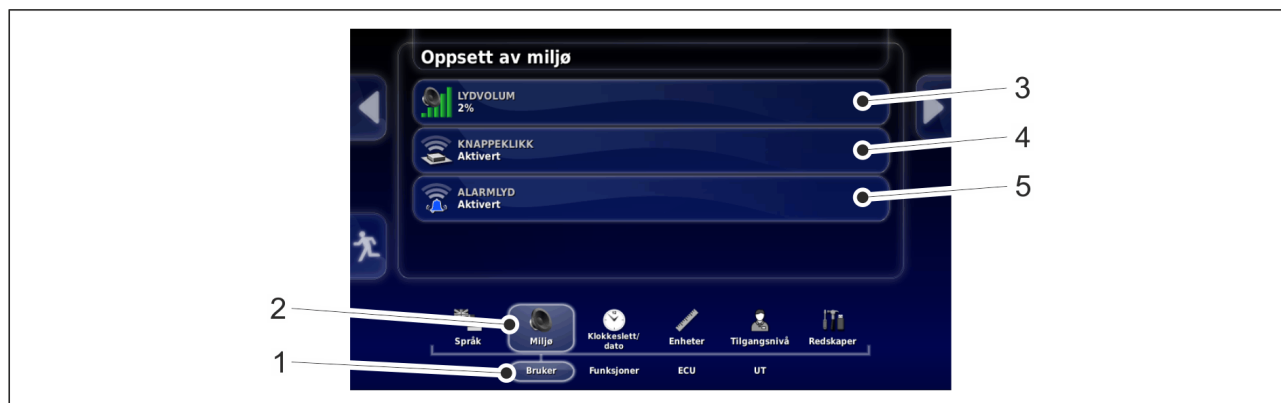 Oppsett av miljø
LYDVOLUM
2%
3
KNAPPEKLIKK
Aktivert
4
ALARMLYD
Aktivert
5
2
Språk
Miljø
Klokkeslett/
dato
Enheter
Tilgangsnivå
Redskaper
1
Bruker
Funksjoner
ECU
UT